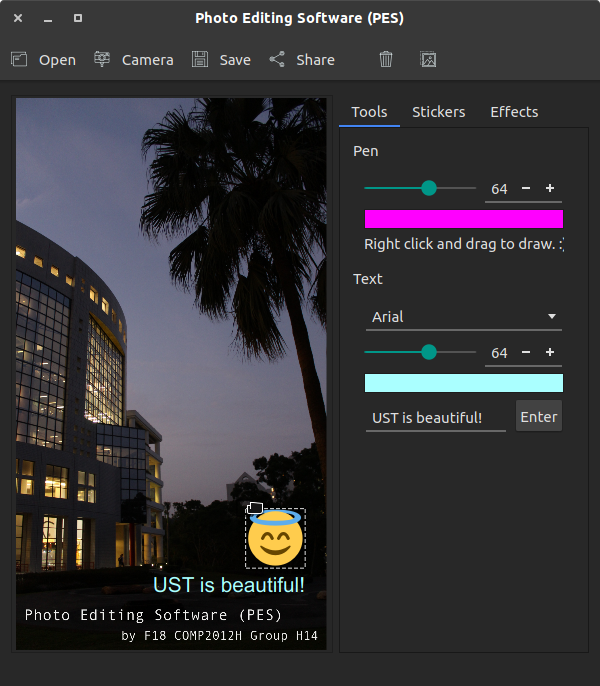 Photo Editing Software (PES)
Open Camera Save Share
Tools Stickers Effects
Pen
64
Right click and drag to draw. :)
Text
Arial
64
UST is beautiful! Enter
UST is beautiful!
Photo Editing Software (PES)
by F18 COMP2012H Group H14